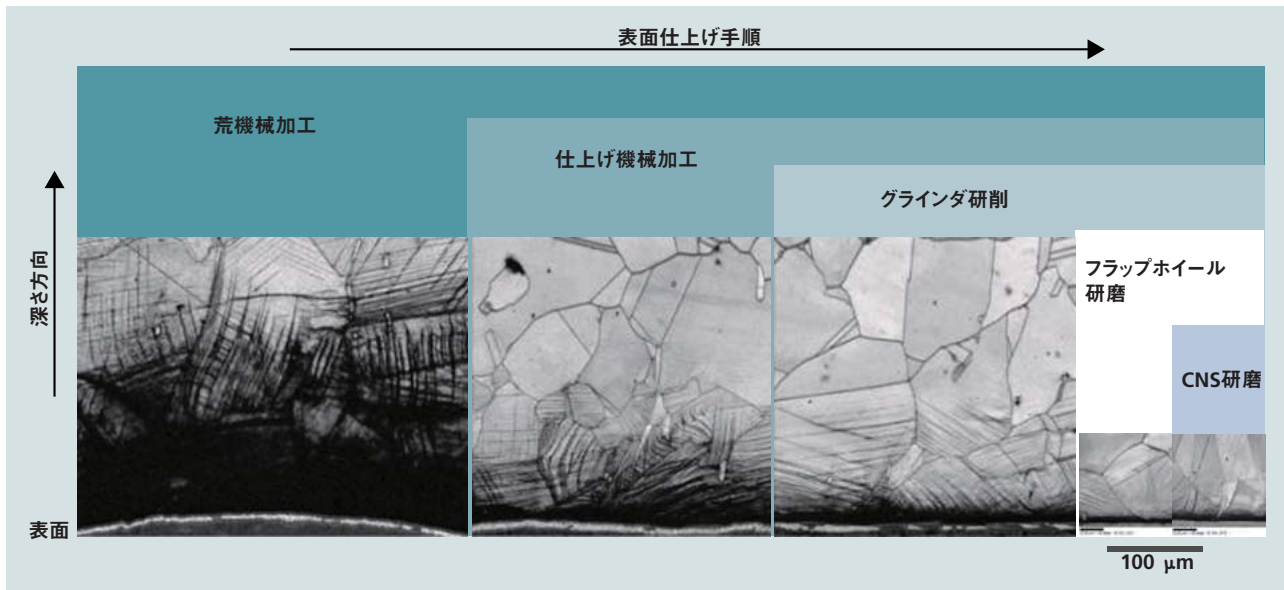 表面仕上げ手順
荒機械加工
仕上げ機械加工
グラインダ研削
深さ方向
フラップホイール
研磨
CNS研磨
表面
100 μm